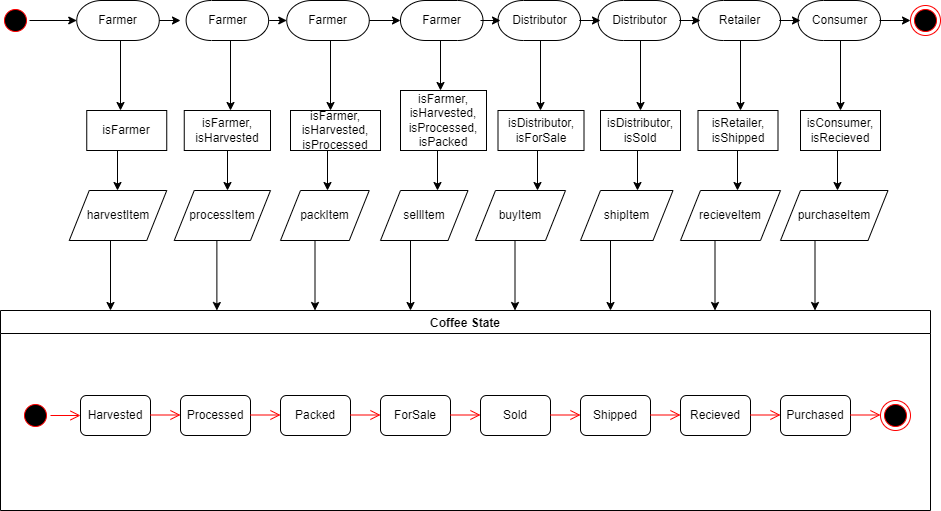 Farmer
Farmer
Farmer
Farmer
Distributor
Distributor
Retailer
Consumer
isFarmer
isFarmer,
isHarvested
isFarmer,
isHarvested,
isProcessed
isFarmer,
isHarvested,
isProcessed,
isPacked
isDistributor,
isForSale
isDistributor,
isSold
isRetailer,
isShipped
isConsumer,
isRecieved
harvestItem
processItem
packItem
sellItem
buyItem
shipItem
recieveItem
purchaseItem
Coffee State
Harvested
Processed
Packed
ForSale
Sold
Shipped
Recieved
Purchased